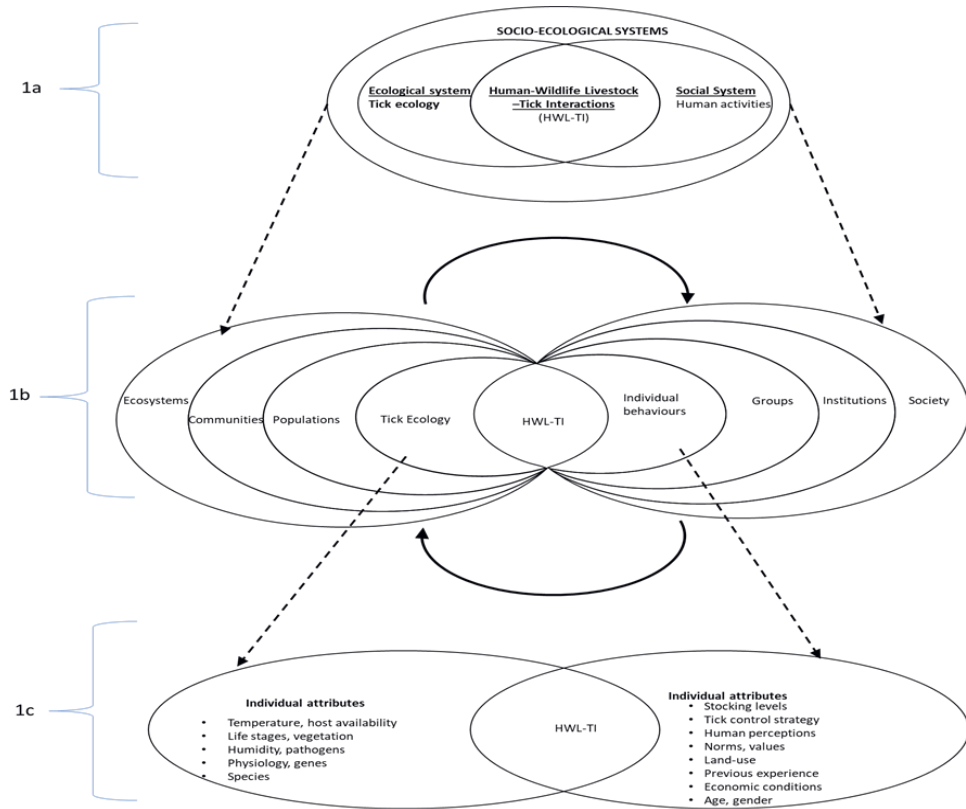 1a
SOCIO-ECOLOGICAL SYSTEMS
Ecological system
Tick ecology
Human-Wildlife Livestock
–Tick Interactions
(HWL-TI)
Social System
Human activities
1b
Ecosystems
Communities
Populations
Tick Ecology
HWL-TI
Individual
behaviours
Groups
Institutions
Society
1c
Individual attributes
• Temperature, host availability
• Life stages, vegetation
• Humidity, pathogens
• Physiology, genes
• Species
HWL-TI
Individual attributes
• Stocking levels
• Tick control strategy
• Human perceptions
• Norms, values
• Land-use
• Previous experience
• Economic conditions
• Age, gender